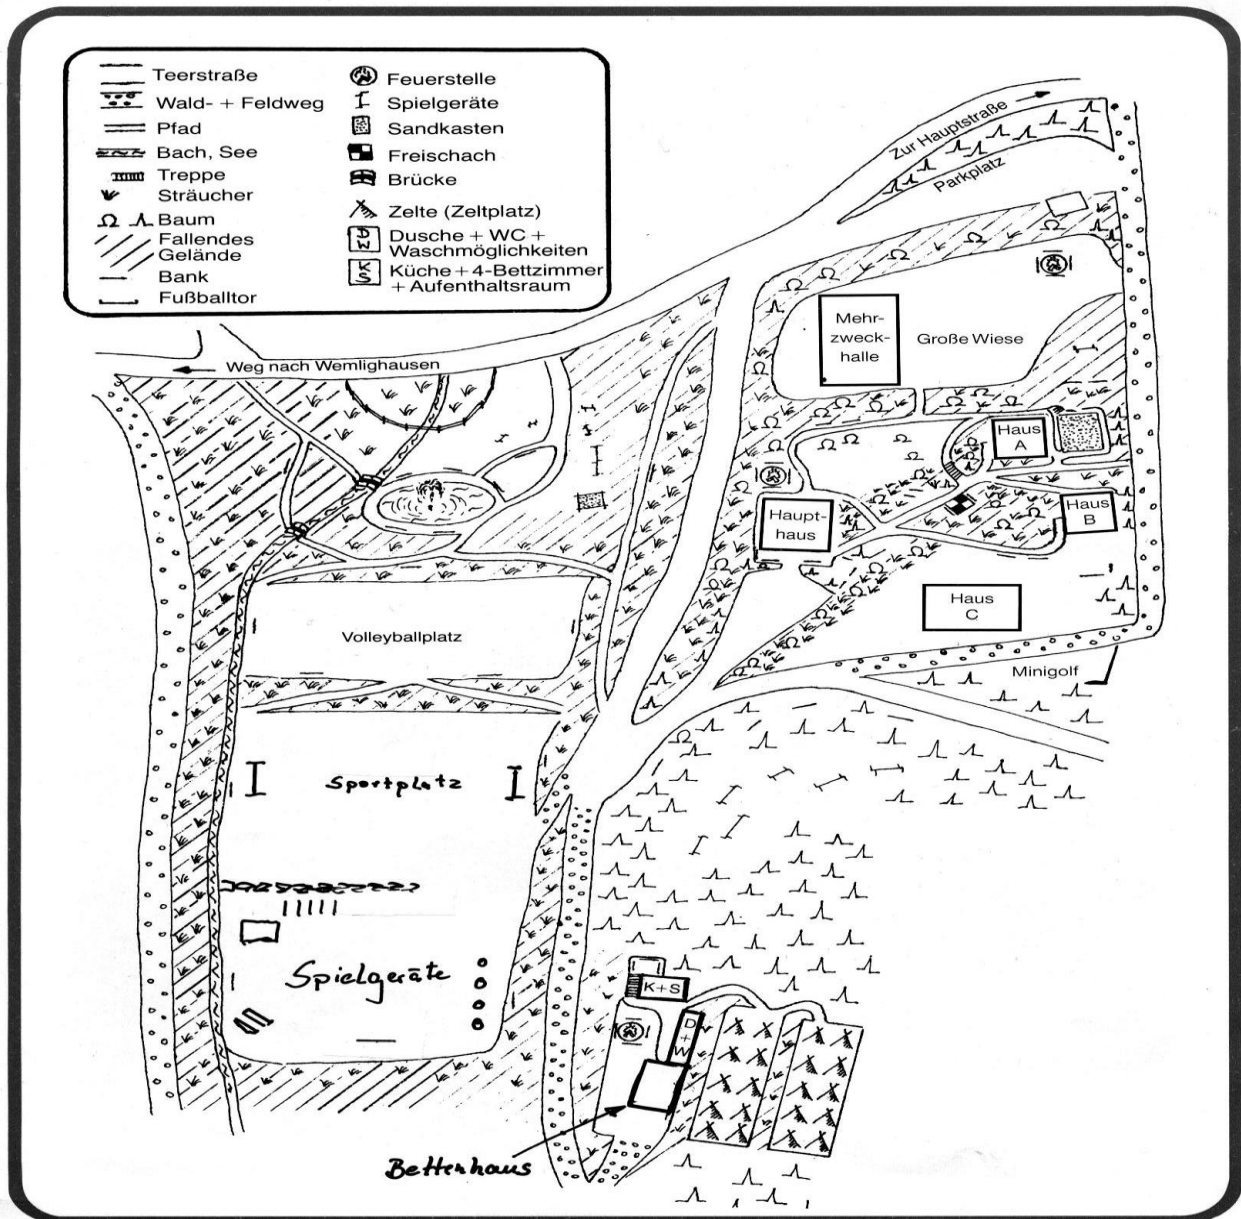 Teerstraße
Wald- + Feldweg
Pfad
Bach, See
Treppe
Sträucher
Baum
Fallendes
Gelände
Bank
Fußballtor
Feuerstelle
Spielgeräte
Sandkasten
Freischach
Brücke
Zelte (Zeltplatz)
D
W
Dusche + WC +
Waschmöglichkeiten
K
S
Küche + 4-Bettzimmer
+ Aufenthaltsraum
Zur Hauptstraße
Parkplatz
Weg nach Wemlighausen
Mehr-
zweck-
halle
Große Wiese
Haus
A
Haus
B
Haupt-
haus
Haus
C
Volleyballplatz
Minigolf
Sportplatz
Spielgeräte
K+S
D
+
W
Bettenhaus